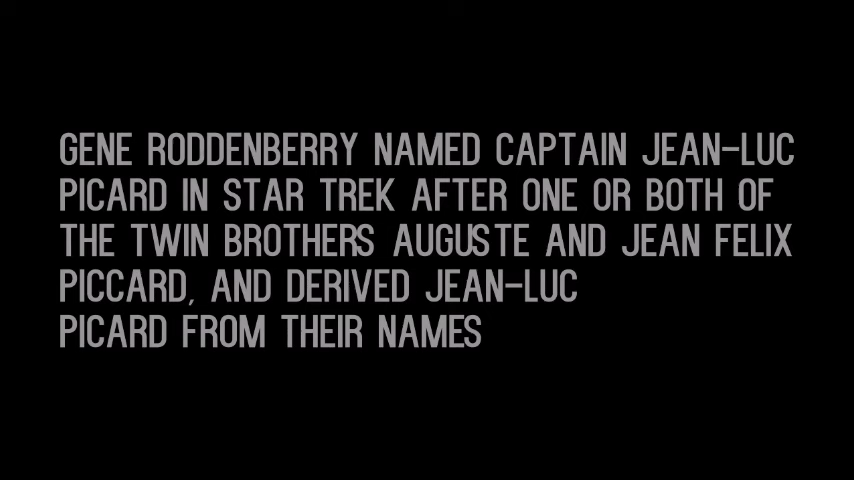 GENE RODDENBERRY NAMED CAPTAIN JEAN-LUC
PICARD IN STAR TREK AFTER ONE OR BOTH OF
THE TWIN BROTHERS AUGUSTE AND JEAN FELIX
PICCARD, AND DERIVED JEAN-LUC
PICARD FROM THEIR NAMES